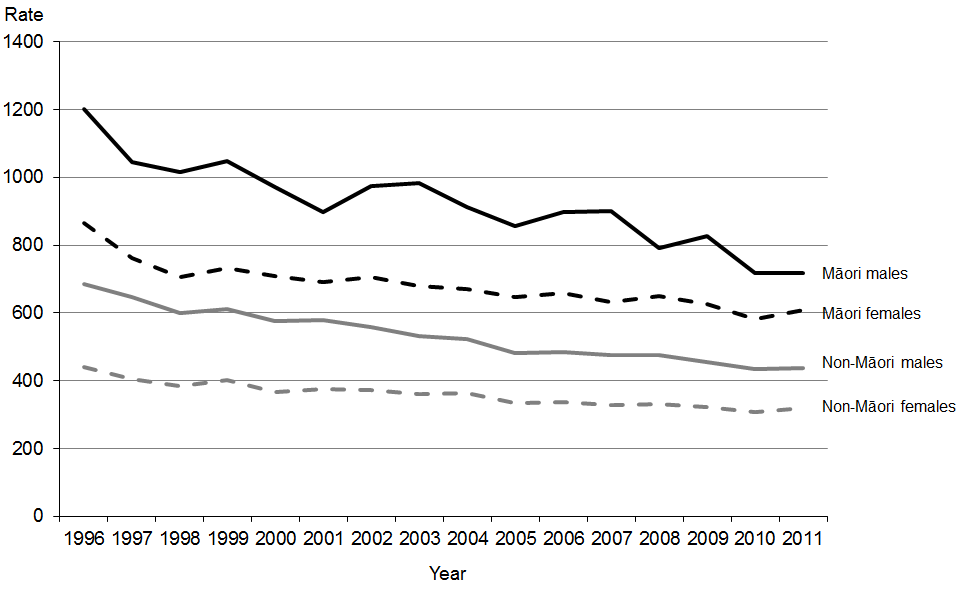 Rate
1400
1200
1000
800
600
400
200
0
Māori males
Māori females
Non-Māori males
Non-Māori females
1996 1997 1998 1999 2000 2001 2002 2003 2004 2005 2006 2007 2008 2009 2010 2011
Year